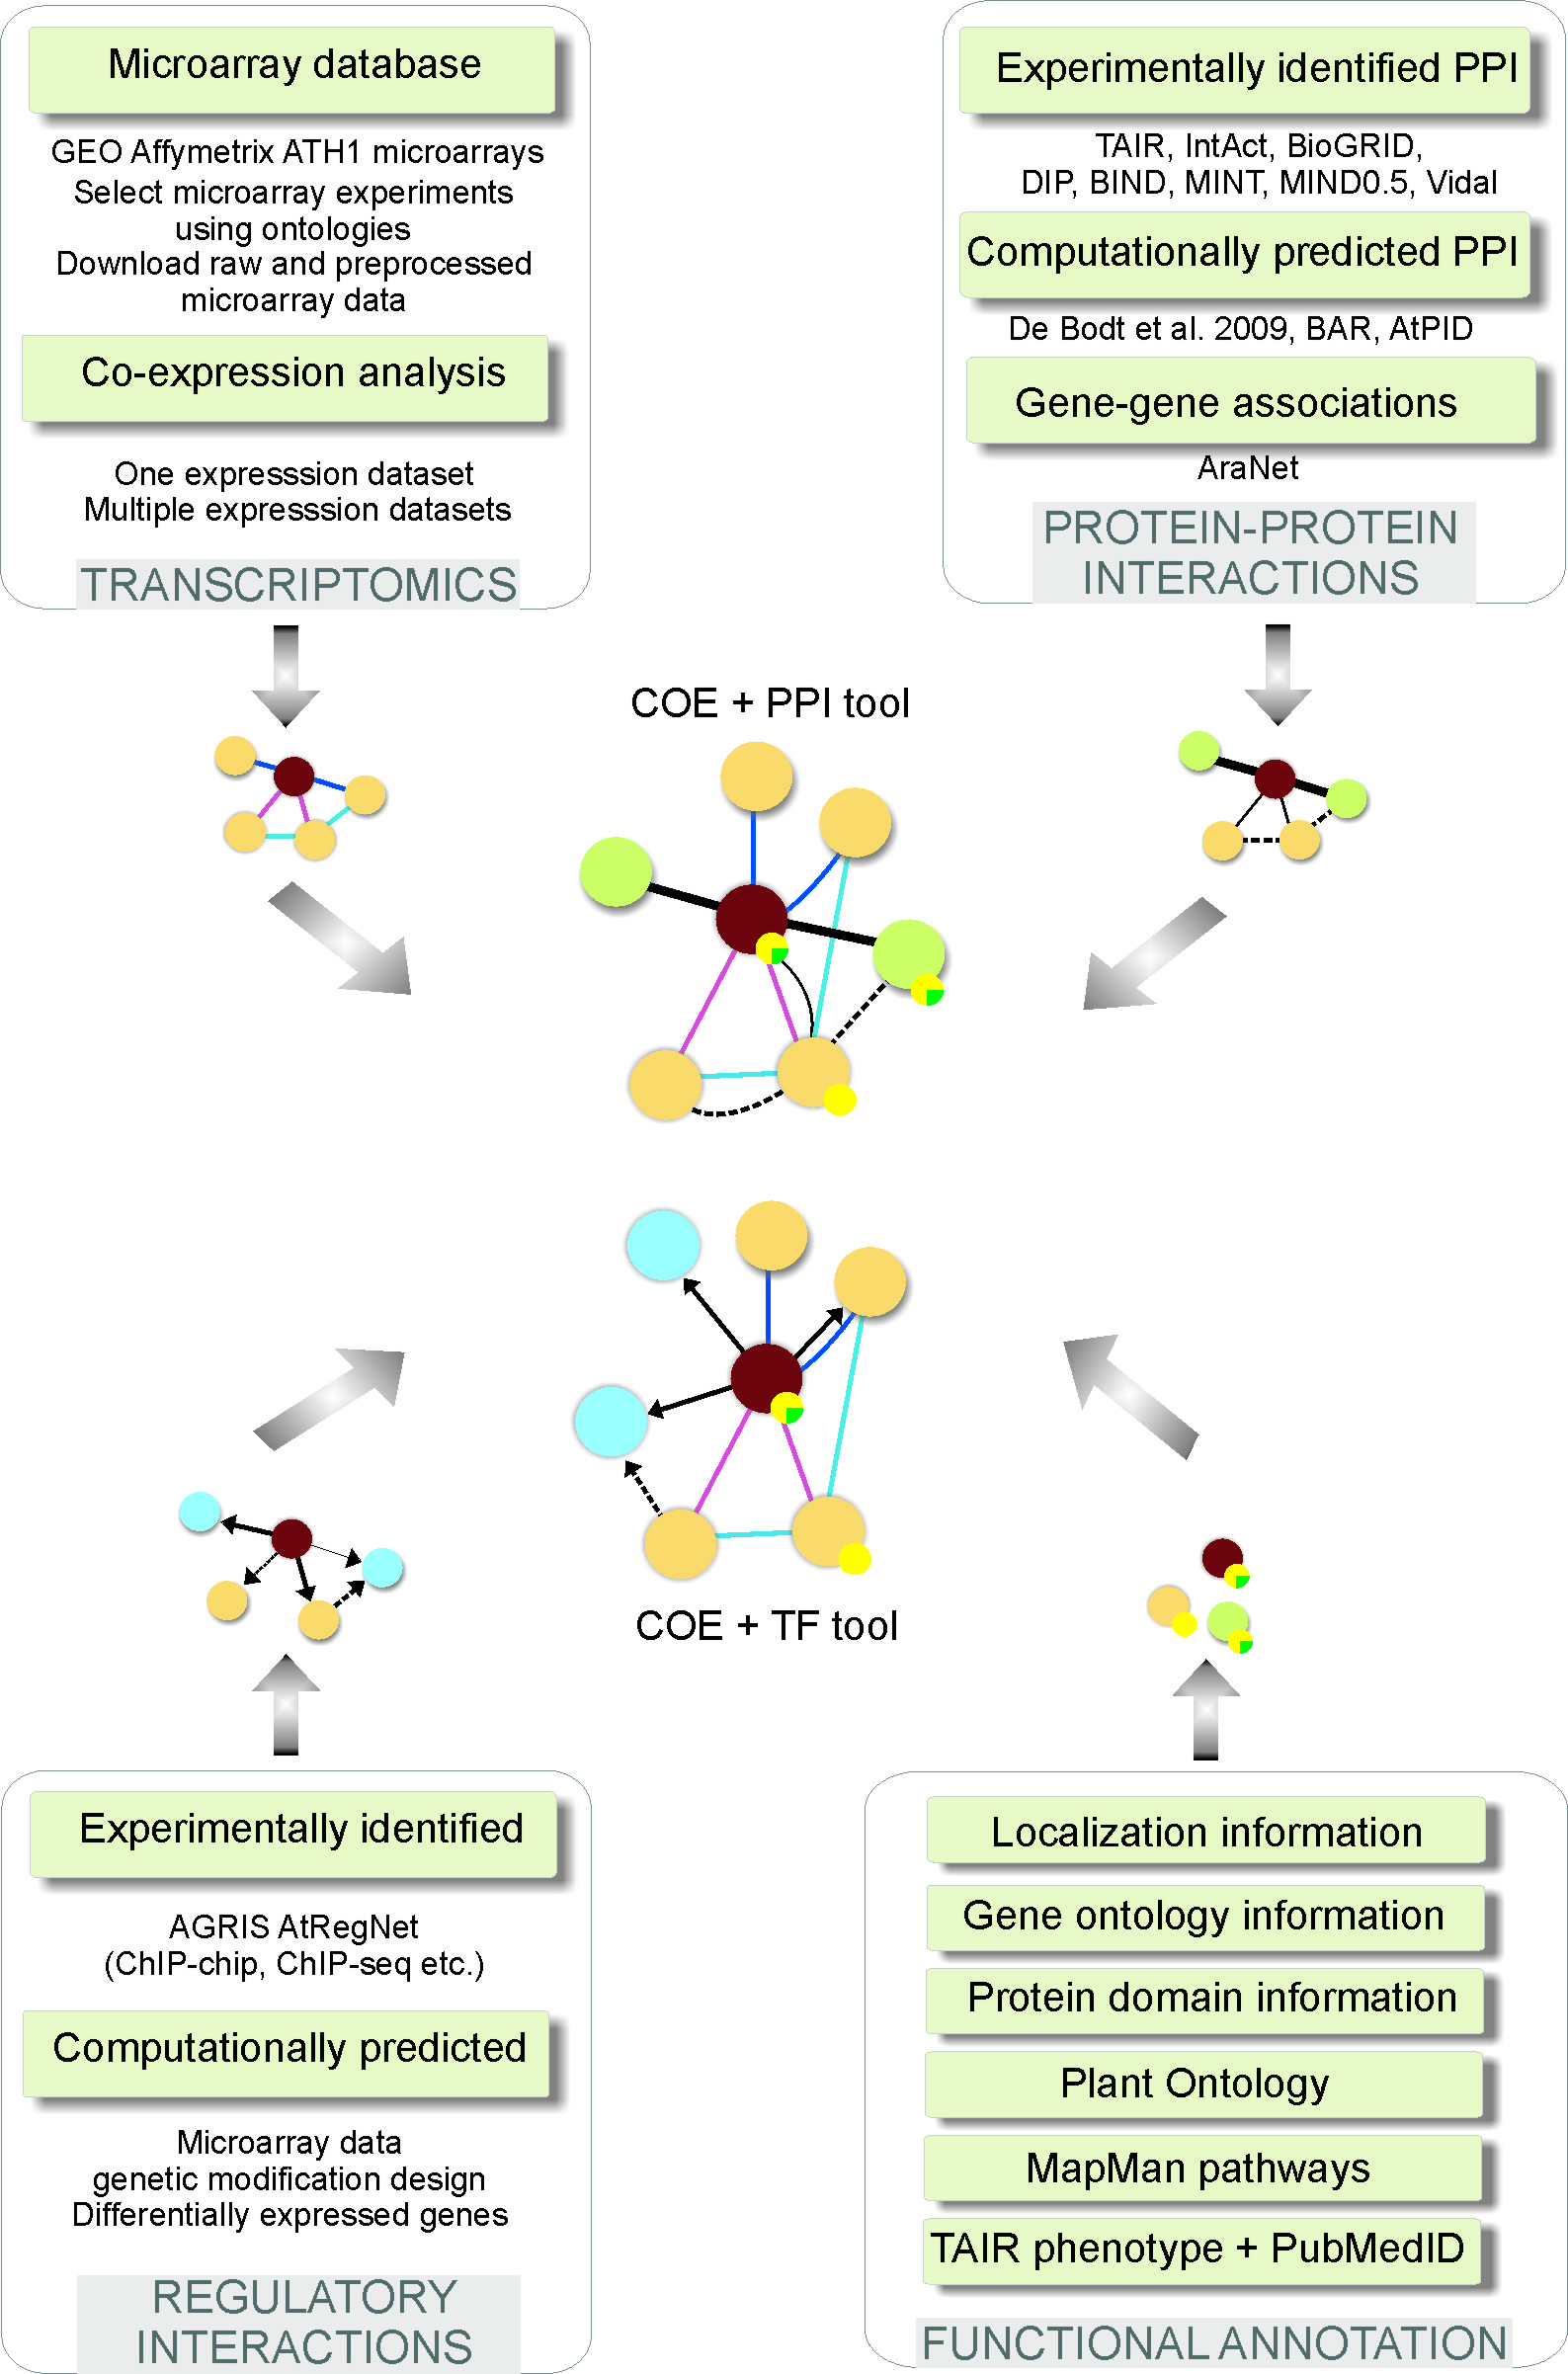 Microarray database
GEO Affymetrix ATH1 microarrays
Select microarray experiments
using ontologies
Download raw and preprocessed
microarray data
Co-expression analysis
One expresssion dataset
Multiple expresssion datasets
TRANSCRIPTOMICS
Experimentally identified PPI
TAIR, IntAct, BioGRID,
DIP, BIND, MINT, MIND0.5, Vidal
Computationally predicted PPI
De Bodt et al. 2009, BAR, AtPID
Gene-gene associations
AraNet
PROTEIN-PROTEIN
INTERACTIONS
COE + PPI tool
COE + TF tool
Experimentally identified
AGRIS AtRegNet
(ChIP-chip, ChIP-seq etc.)
Computationally predicted
Microarray data
genetic modification design
Differentially expressed genes
REGULATORY
INTERACTIONS
Localization information
Gene ontology information
Protein domain information
Plant Ontology
MapMan pathways
TAIR phenotype + PubMedID
FUNCTIONAL ANNOTATION